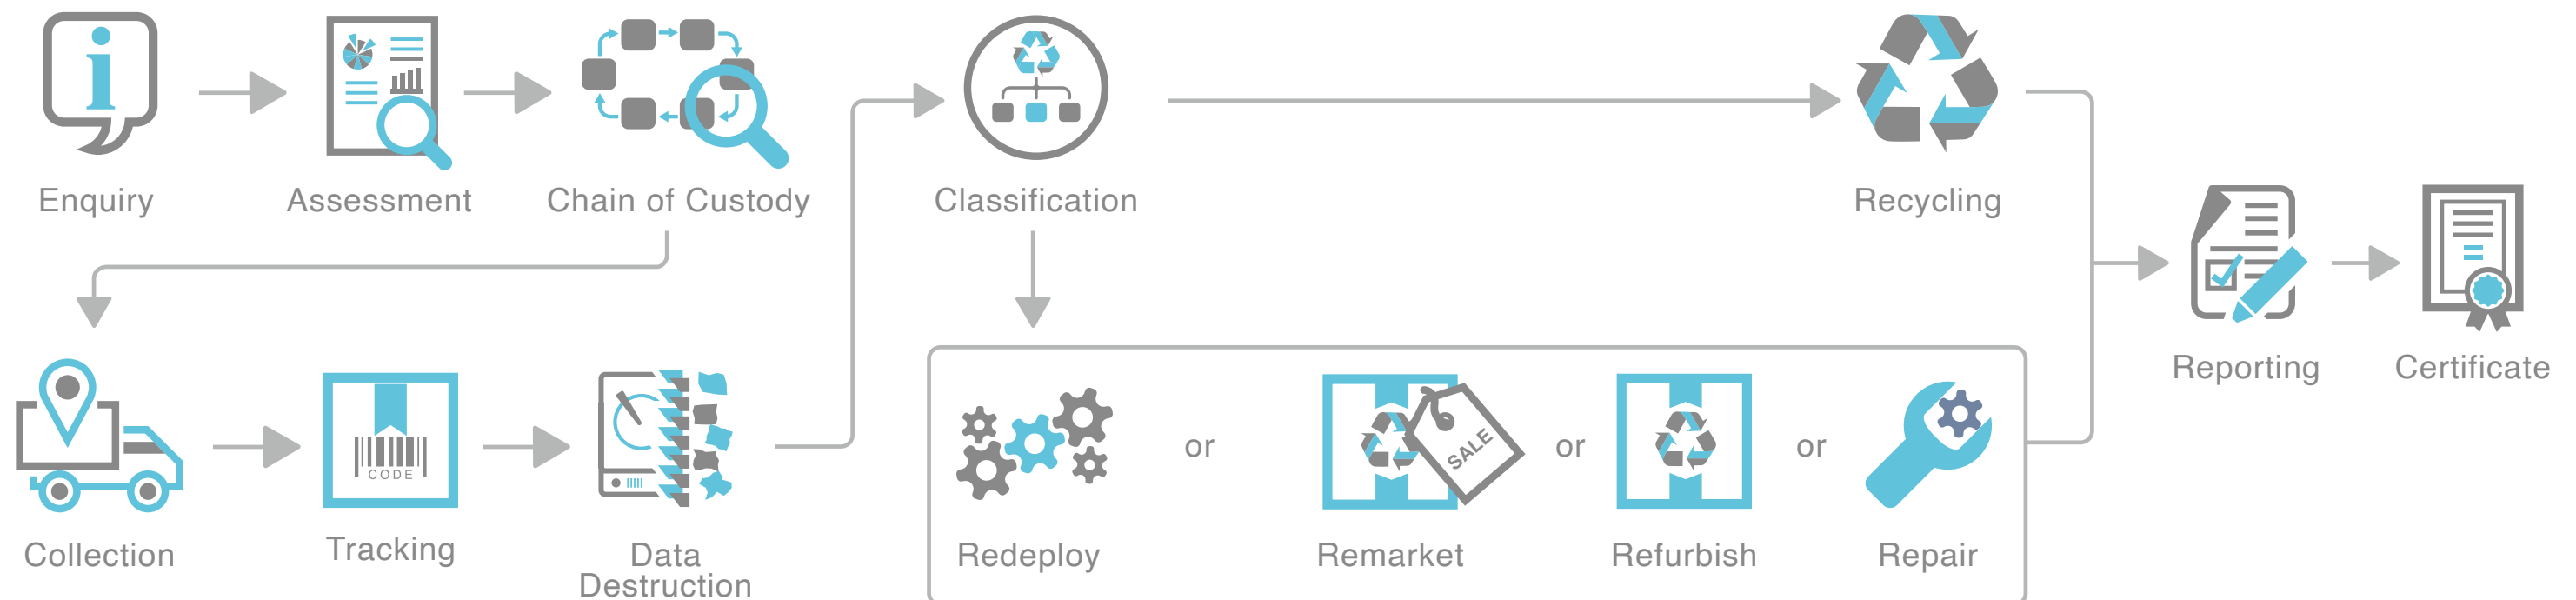 Enquiry
Assessment
Chain of Custody
Classification
Recycling
Reporting
Certificate
CODE
SALE
or
or
or
Collection
Tracking
Data
Destruction
Redeploy
Remarket
Refurbish
Repair